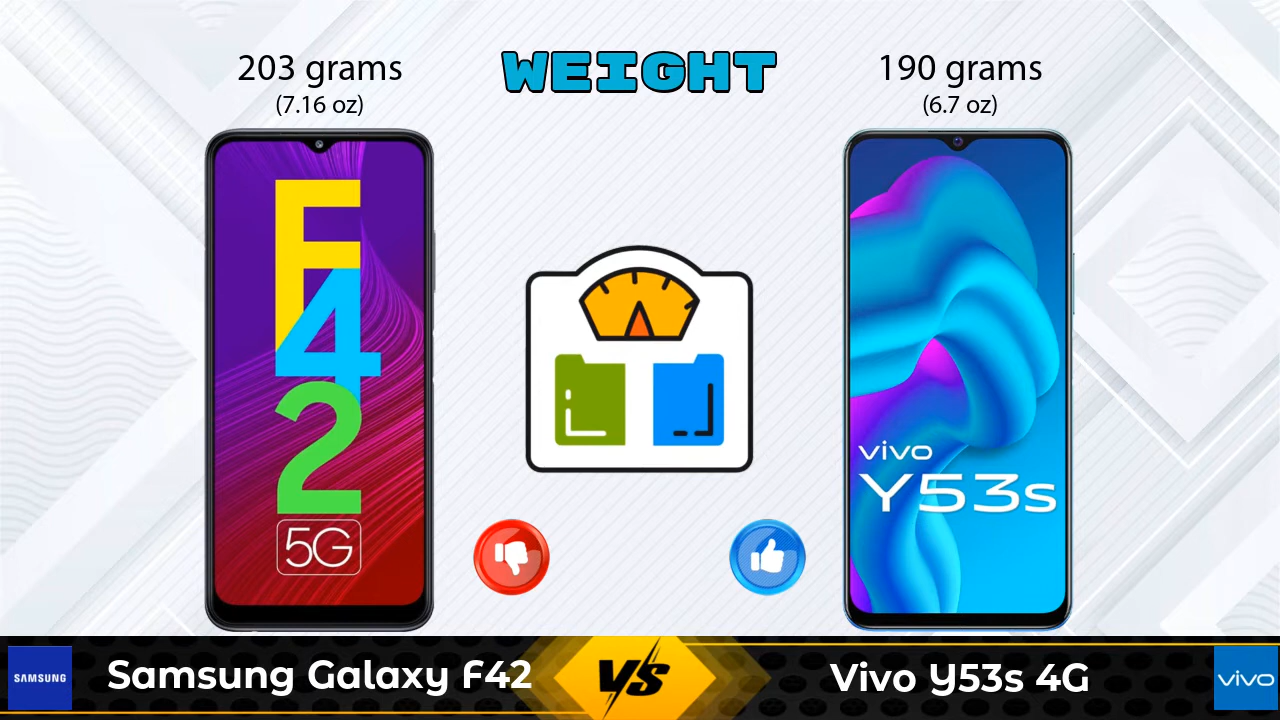 WEIGHT
203 grams
(7.16 oz)
190 grams
(6.7 oz)
F
4
2
5G
vivo
Y53s
SAMSUNG
Samsung Galaxy F42
VS
Vivo Y53s 4G
vivo